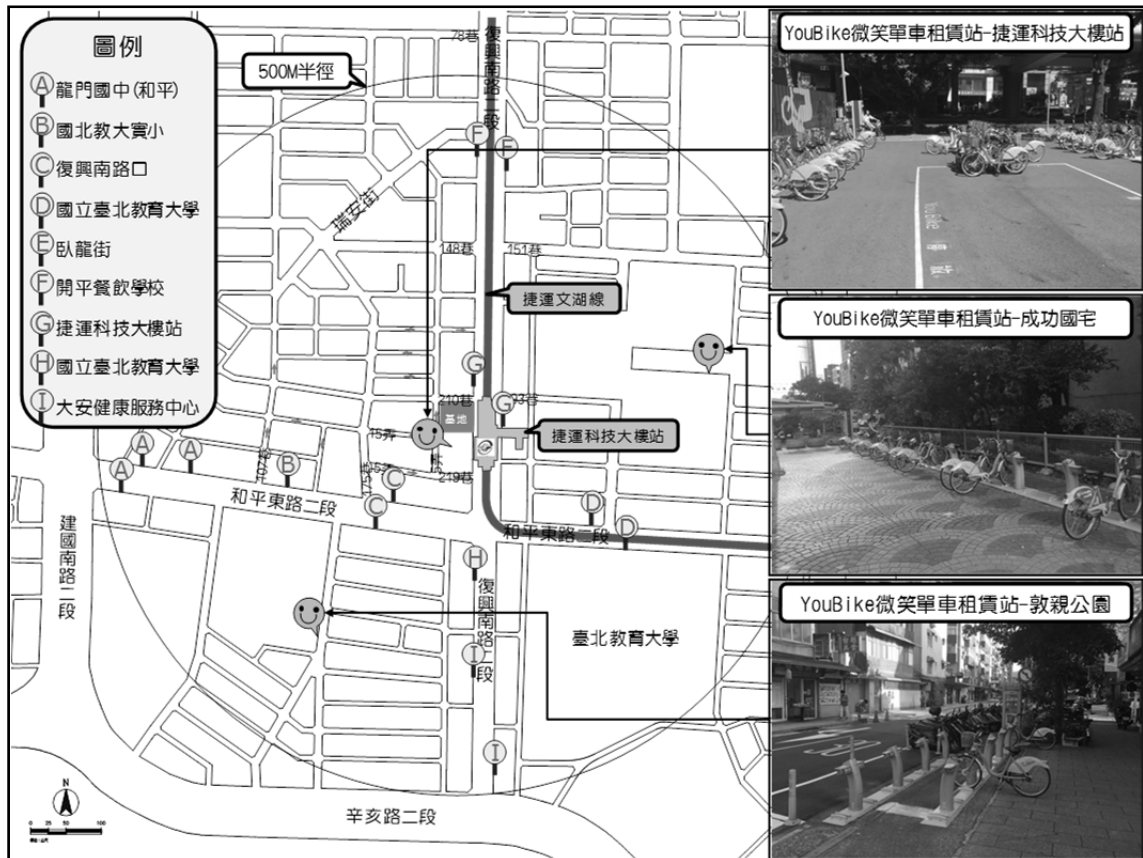 圖例
A 龍門國中(和平)
B 國北教大實小
C 復興南路口
D 國立臺北教育大學
E 臥龍街
F 開平餐飲學校
G 捷運科技大樓站
H 國立臺北教育大學
I 大安健康服務中心
500M半徑
78巷
復興南路二段
F
F
瑞安街
148巷
151巷
捷運文湖線
G
210巷
G
93巷
基地
捷運科技大樓站
15弄
219巷
A
A
A
B
C
C
175巷
和平東路二段
D
D
和平東路二段
建國南路二段
H
復興南路二段
I
臺北教育大學
I
辛亥路二段
N
0 25 50 100
YouBike微笑單車租賃站-捷運科技大樓站
YouBike
YouBike微笑單車租賃站-成功國宅
YouBike微笑單車租賃站-敦親公園